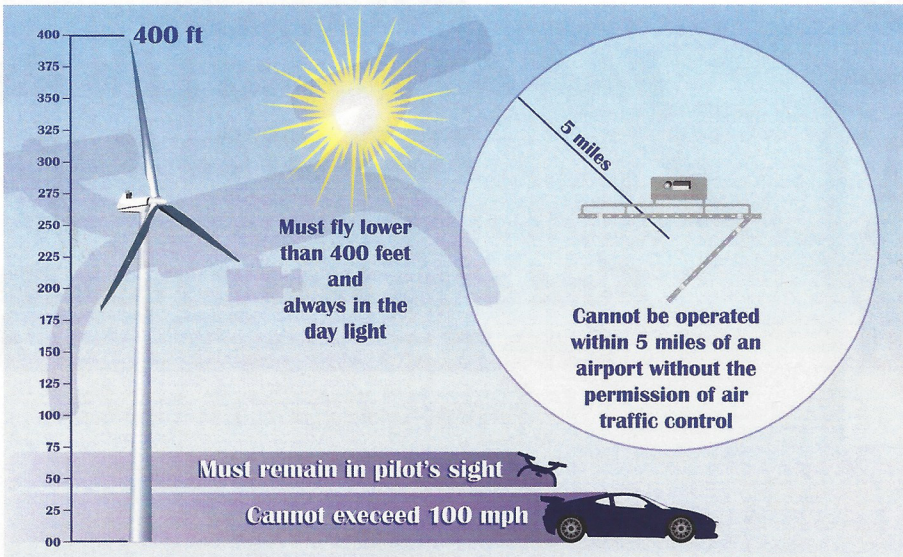 400
375
350
325
300
275
250
225
200
175
150
125
100
75
50
25
00
400 ft
Must fly lower
than 400 feet
and
always in the
day light
5 miles
Cannot be operated
within 5 miles of an
airport without the
permission of air
traffic control
Must remain in pilot's sight
Cannot execeed 100 mph